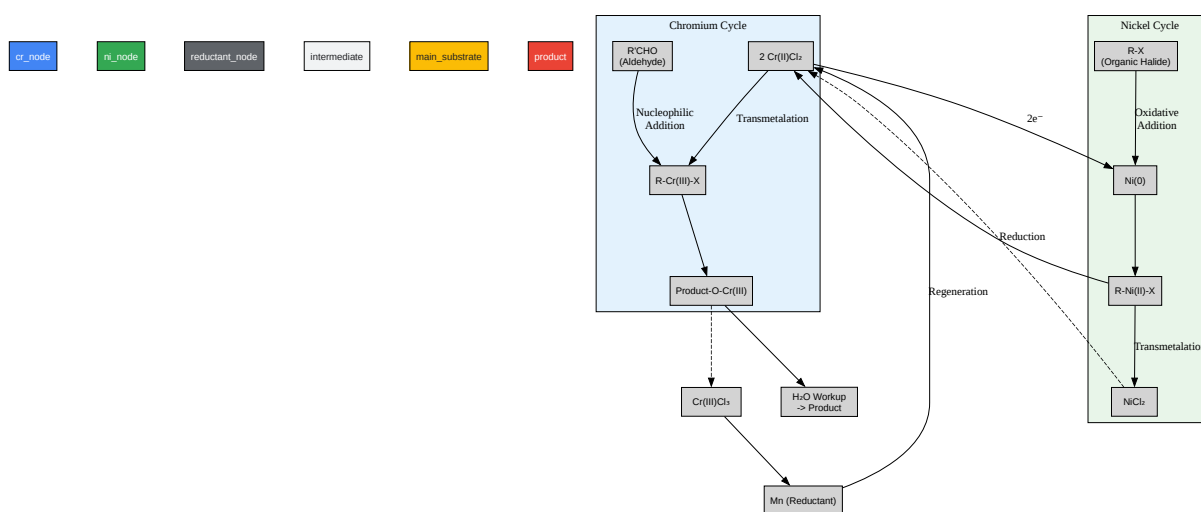 Chromium Cycle
Nickel Cycle
cr_node
ni_node
reductant_node
intermediate
main_substrate
product
R'CHO
(Aldehyde)
2 Cr(II)Cl₂
R-X
(Organic Halide)
Nucleophilic
Addition
Transmetalation
2e⁻
Oxidative
Addition
R-Cr(III)-X
Ni(0)
Reduction
Product-O-Cr(III)
Regeneration
R-Ni(II)-X
Transmetalatio
Cr(III)Cl₃
H₂O Workup
-> Product
NiCl₂
Mn (Reductant)